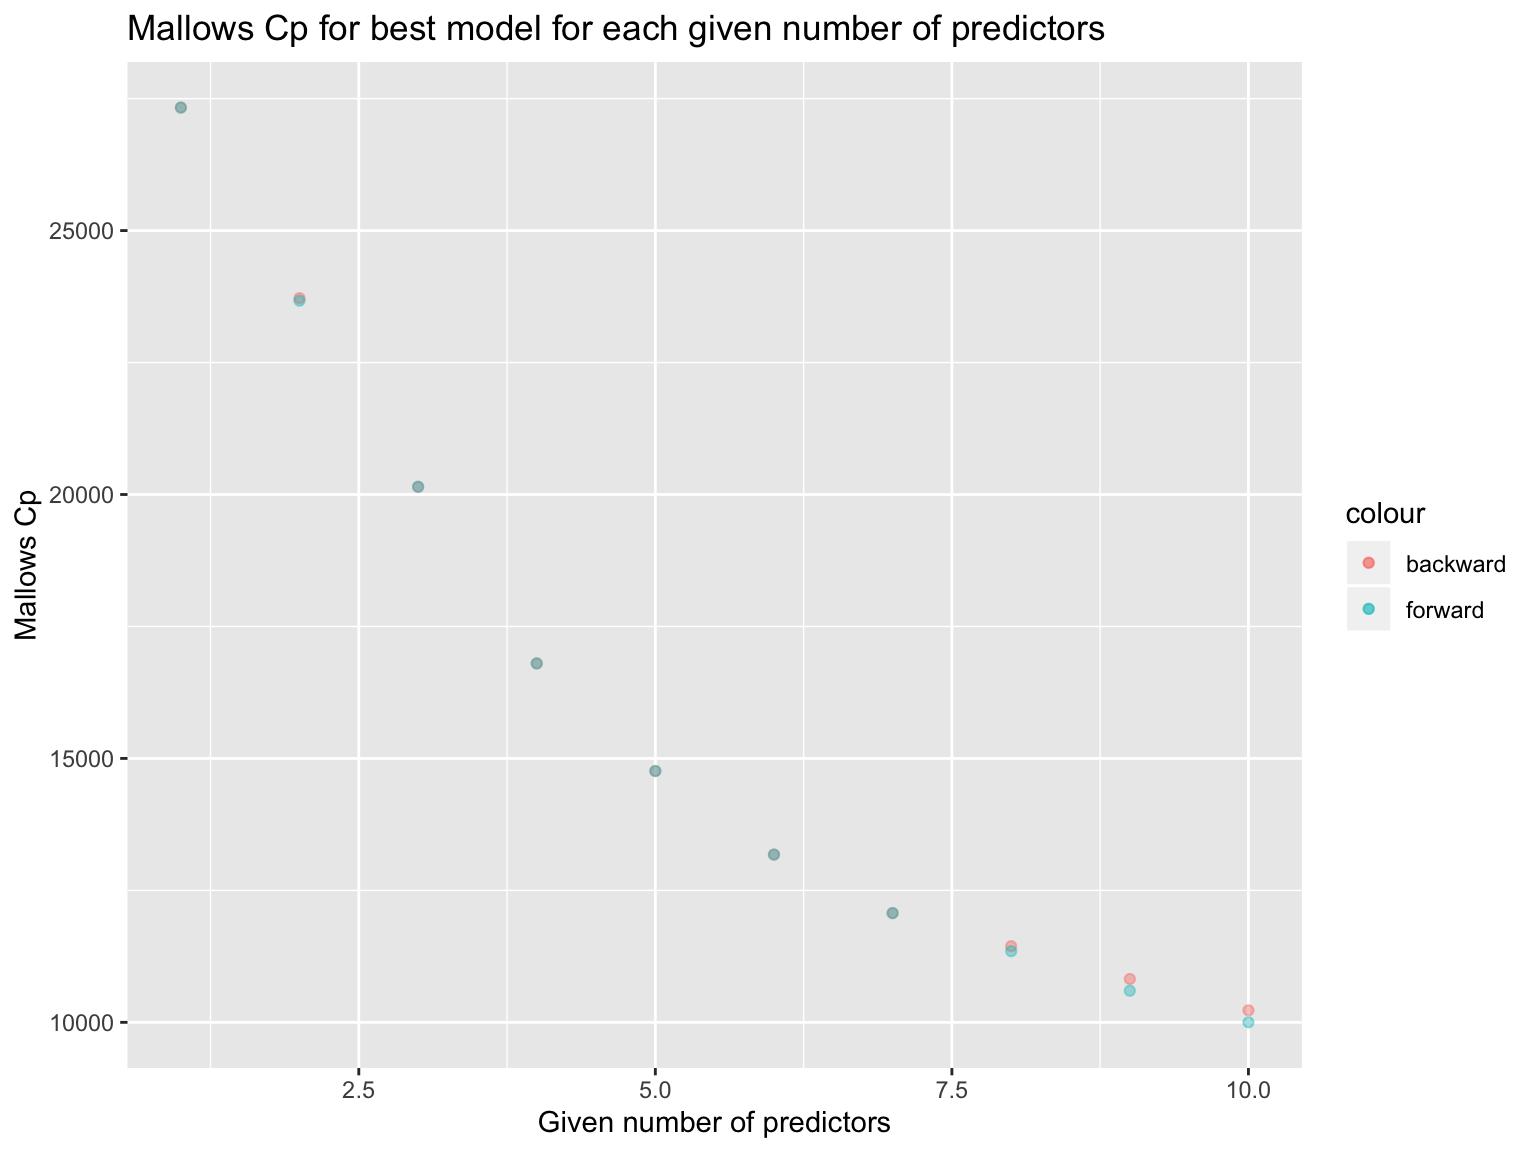 Mallows Cp for best model for each given number of predictors
25000
20000
15000
10000
Mallows Cp
2.5
5.0
7.5
10.0
Given number of predictors
colour
backward
forward